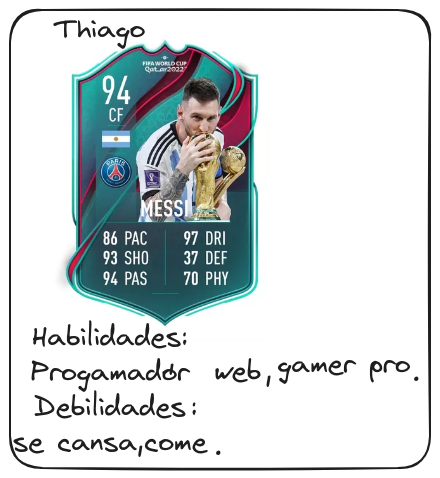 Thiago
FIFA WORLD CUP
Qatar2022
94
CF
PARIS
MESSI
86 PAC 97 DRI
93 SHO 37 DEF
94 PAS 70 PHY
Habilidades:
Progamador web, gamer pro.
Debilidades:
se cansa,come.